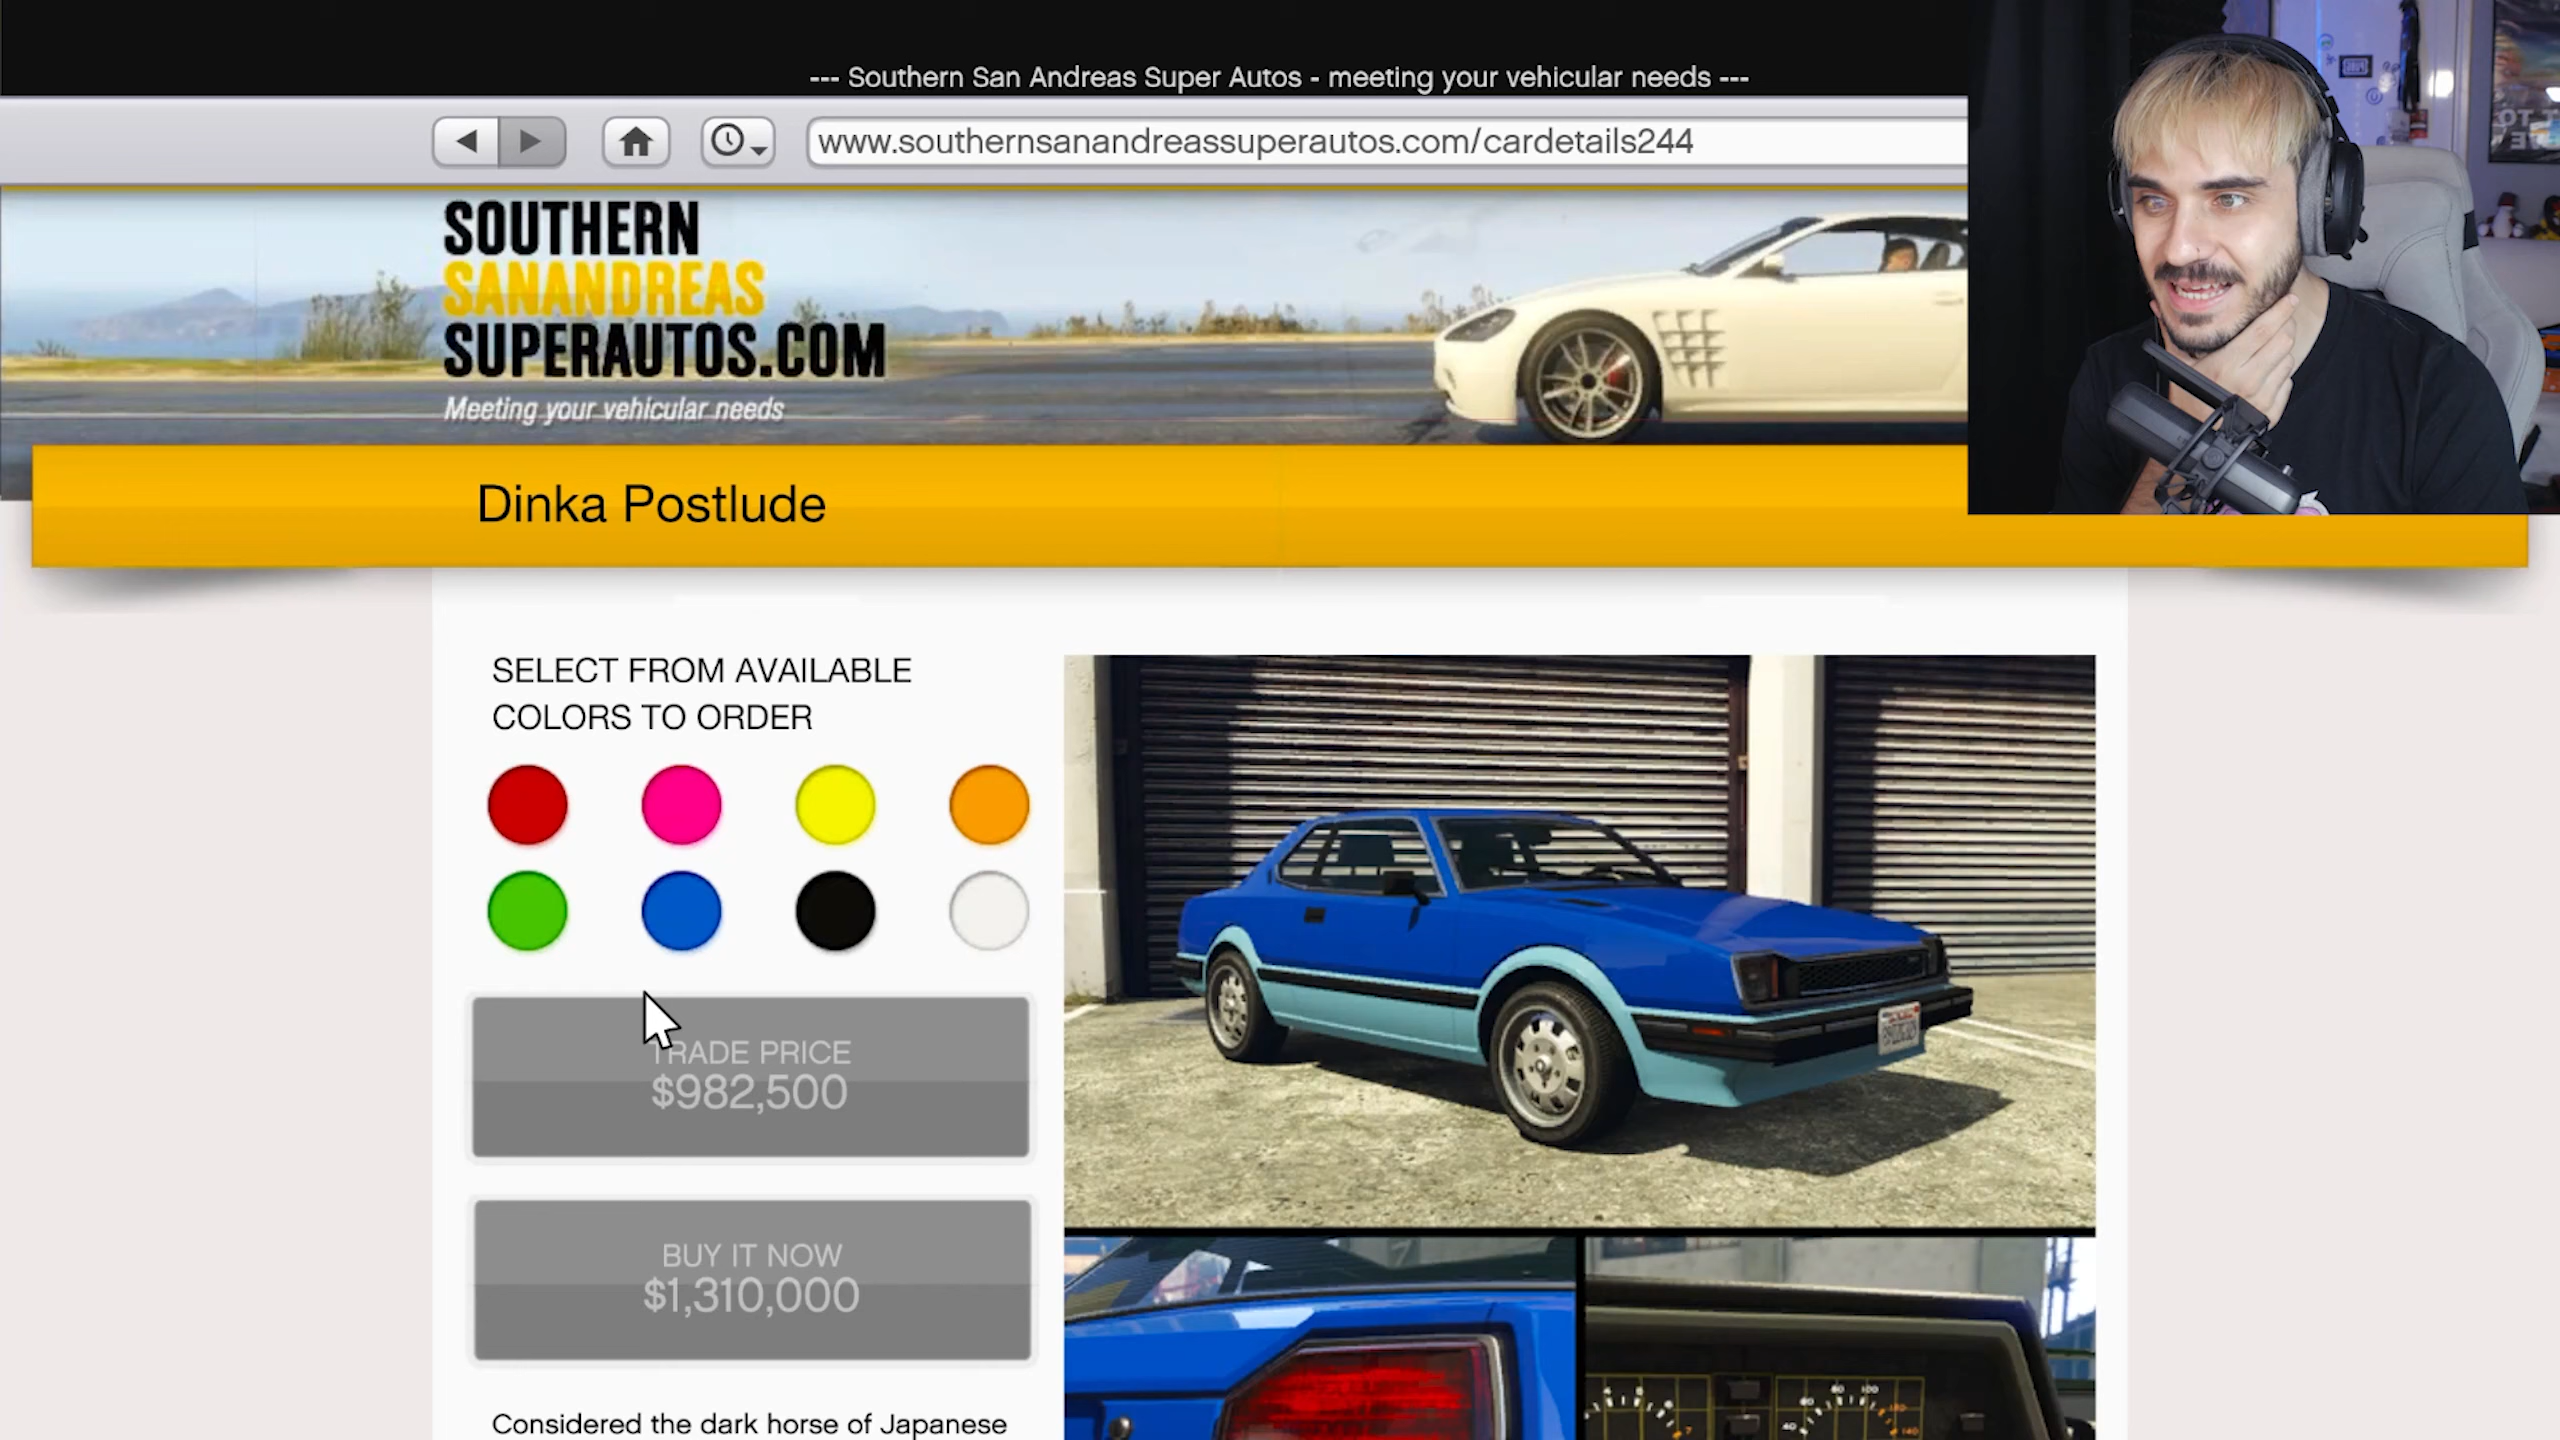 --- Southern San Andreas Super Autos - meeting your vehicular needs ---
www.southernsanandreassuperautos.com/cardetails244
SOUTHERN
SANANDREAS
SUPERAUTOS.COM
Meeting your vehicular needs
Dinka Postlude
SELECT FROM AVAILABLE
COLORS TO ORDER
TRADE PRICE
$982,500
BUY IT NOW
$1,310,000
Considered the dark horse of Japanese